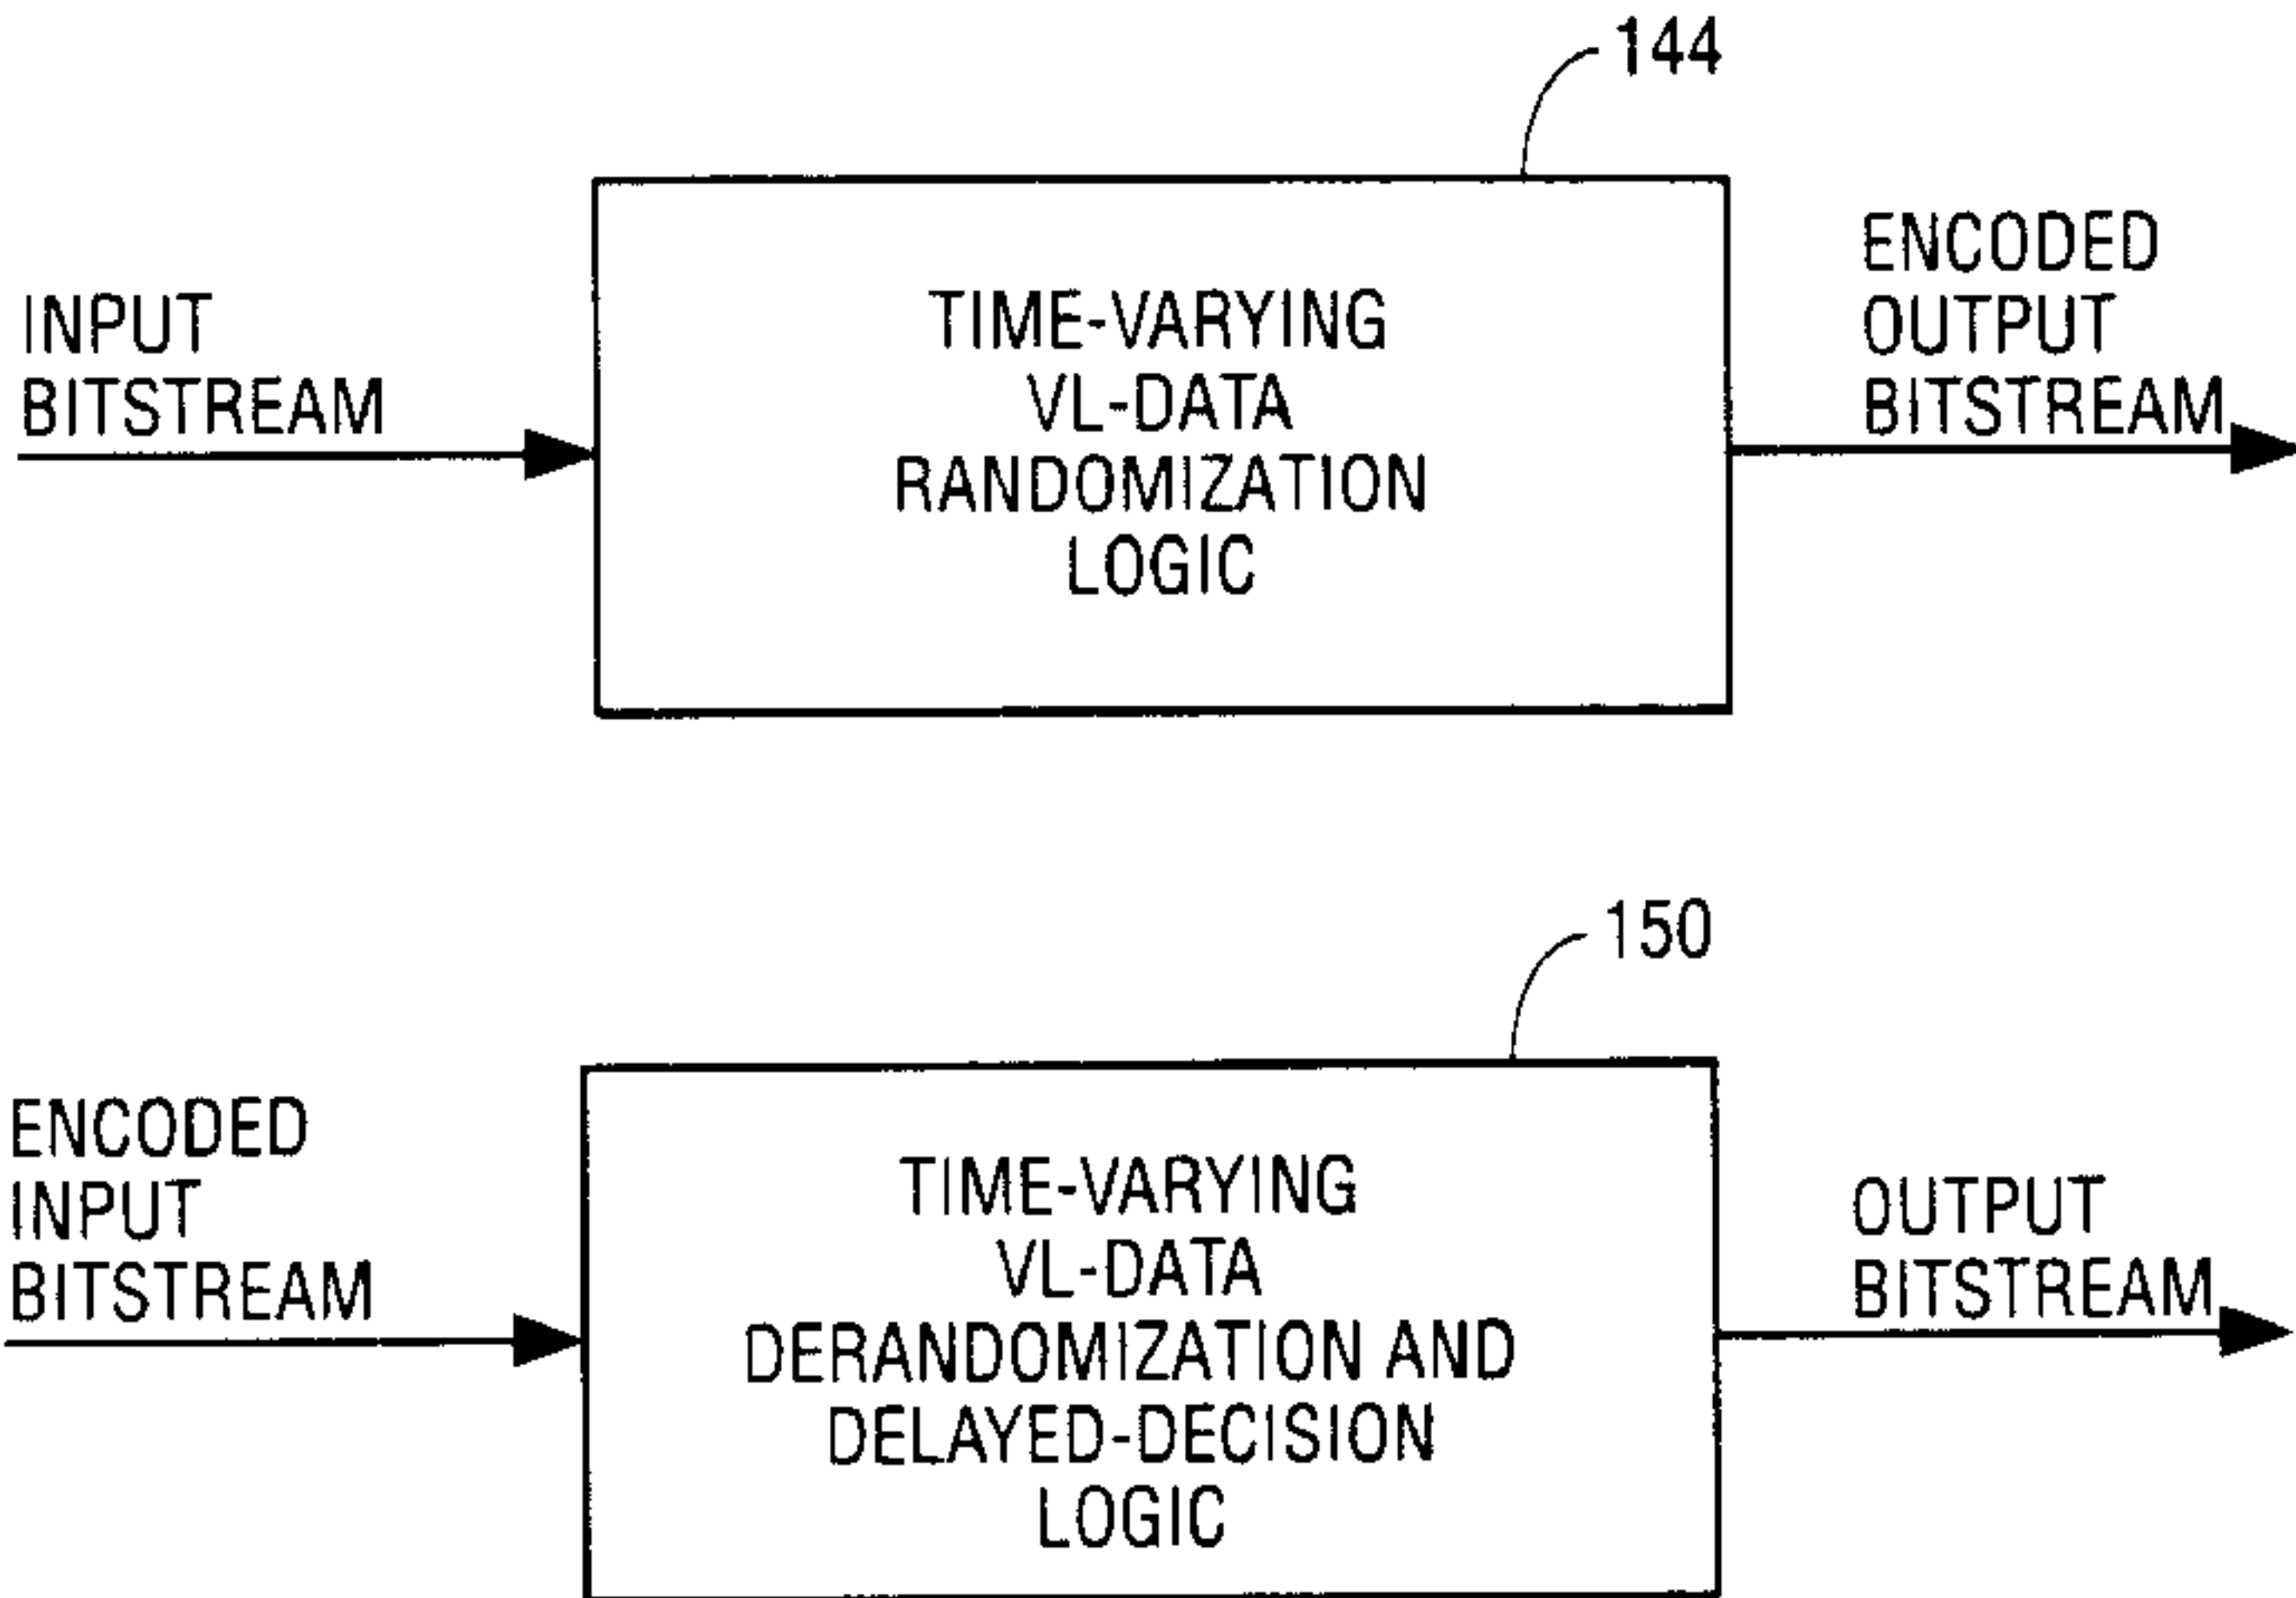 144
INPUT
BITSTREAM
TIME-VARYING
VL-DATA
RANDOMIZATION
LOGIC
ENCODED
OUTPUT
BITSTREAM
150
ENCODED
INPUT
BITSTREAM
TIME-VARYING
VL-DATA
DERANDOMIZATION AND
DELAYED-DECISION
LOGIC
OUTPUT
BITSTREAM